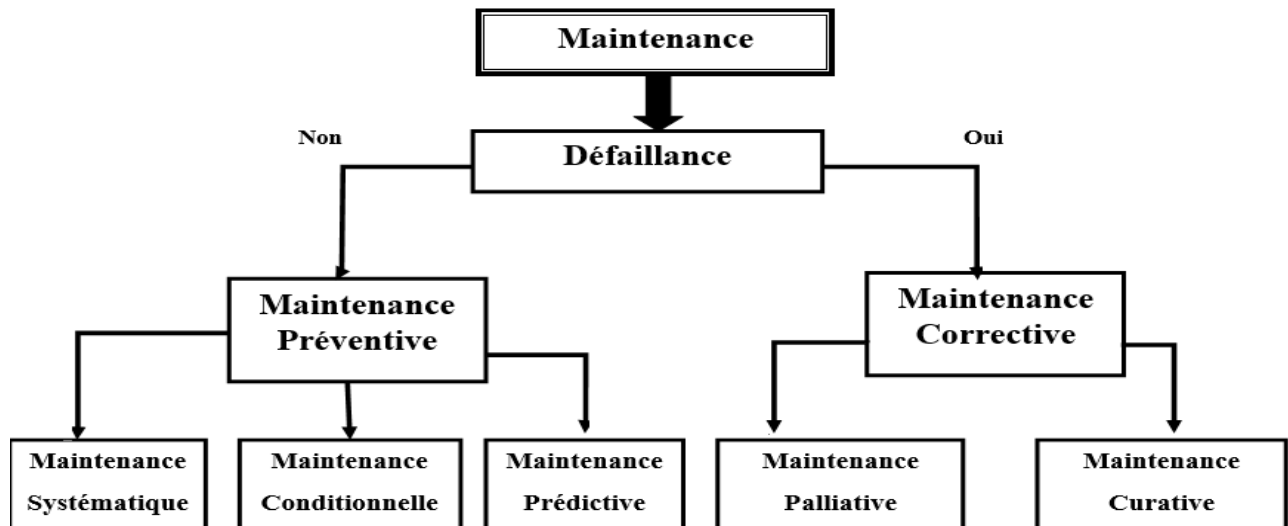 Maintenance
Non
Oui
Défaillance
Maintenance
Préventive
Maintenance
Corrective
Maintenance
Systématique
Maintenance
Conditionnelle
Maintenance
Prédictive
Maintenance
Palliative
Maintenance
Curative